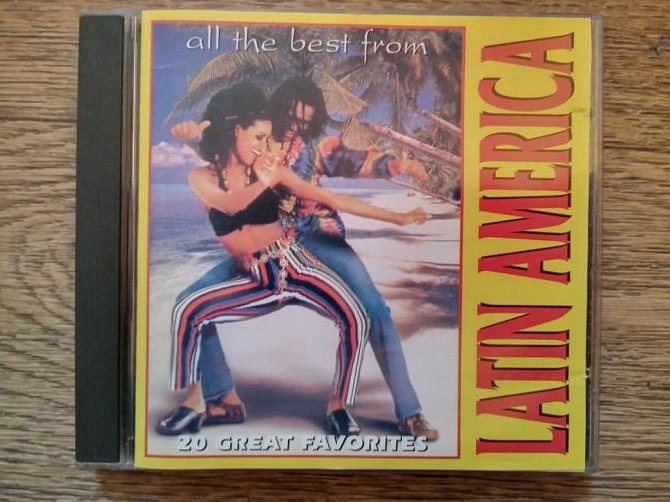 all the best from
LATIN AMERICA
20 GREAT FAVORITES